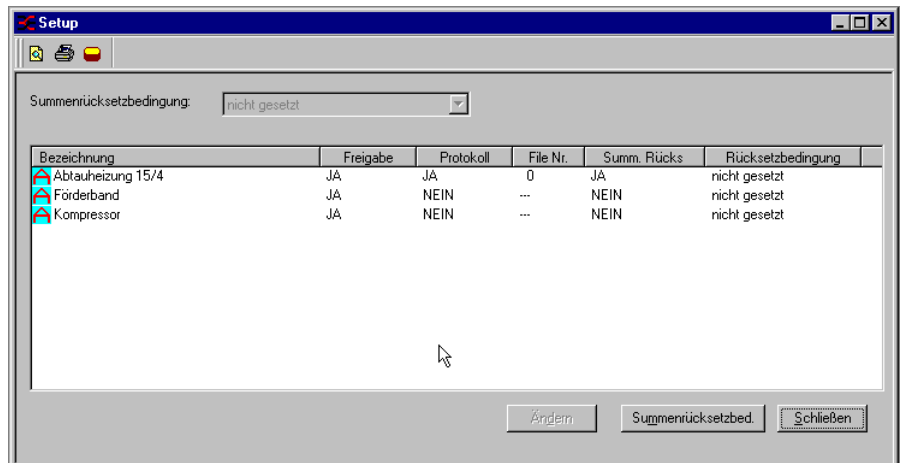 Setup
Summenrücksetzbedingung: nicht gesetzt
Bezeichnung Freigabe Protokoll File Nr. Summ. Rücks Rücksetzbedingung
Abtauheizung 15/4 JA JA 0 JA nicht gesetzt
Förderband JA NEIN --- NEIN nicht gesetzt
Kompressor JA NEIN --- NEIN nicht gesetzt
Ändern Summenrücksetzbed. Schließen